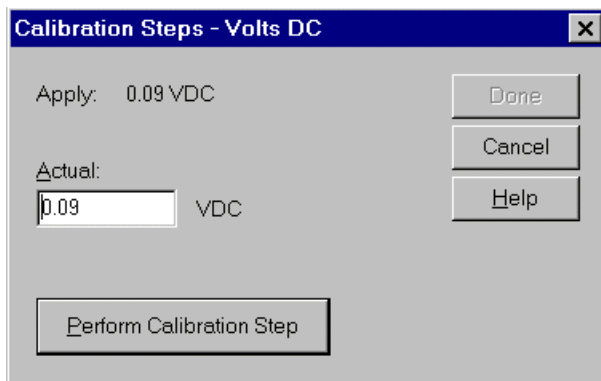 Calibration Steps - Volts DC
Apply: 0.09 VDC
Done
Cancel
Actual:
Help
0.09 VDC
Perform Calibration Step